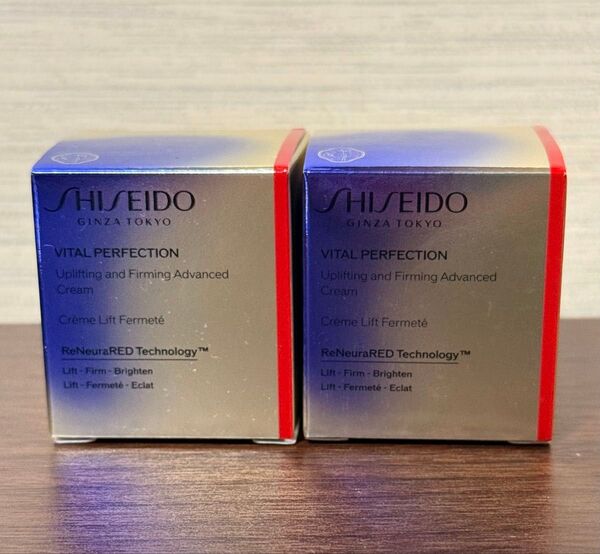 SHISEIDO
GINZA TOKYO
VITAL PERFECTION
Uplifting and Firming Advanced
Cream
Crème Lift Fermeté
ReNeuraRED Technology™
Lift - Firm - Brighten
Lift - Fermeté - Eclat
SHISEIDO
GINZA TOKYO
VITAL PERFECTION
Uplifting and Firming Advanced
Cream
Crème Lift Fermeté
ReNeuraRED Technology™
Lift - Firm - Brighten
Lift - Fermeté - Eclat